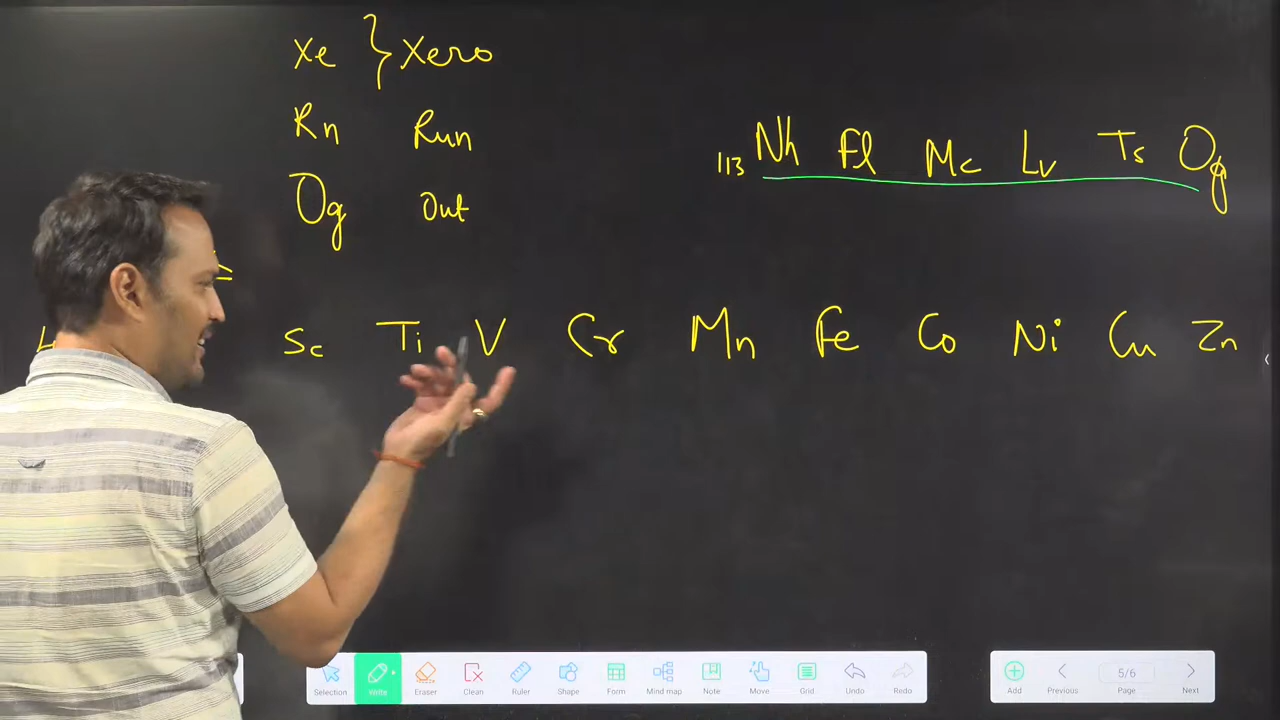 Xe } Xero
Rn Run
Og Out
113 Nh Fl Mc Lv Ts Og
Sc Ti V Cr Mn Fe Co Ni Cu Zn
Selection Write Eraser Clean Ruler Shape Form Mind map Note Move Grid Undo Redo
Add Previous 5/6 Page Next